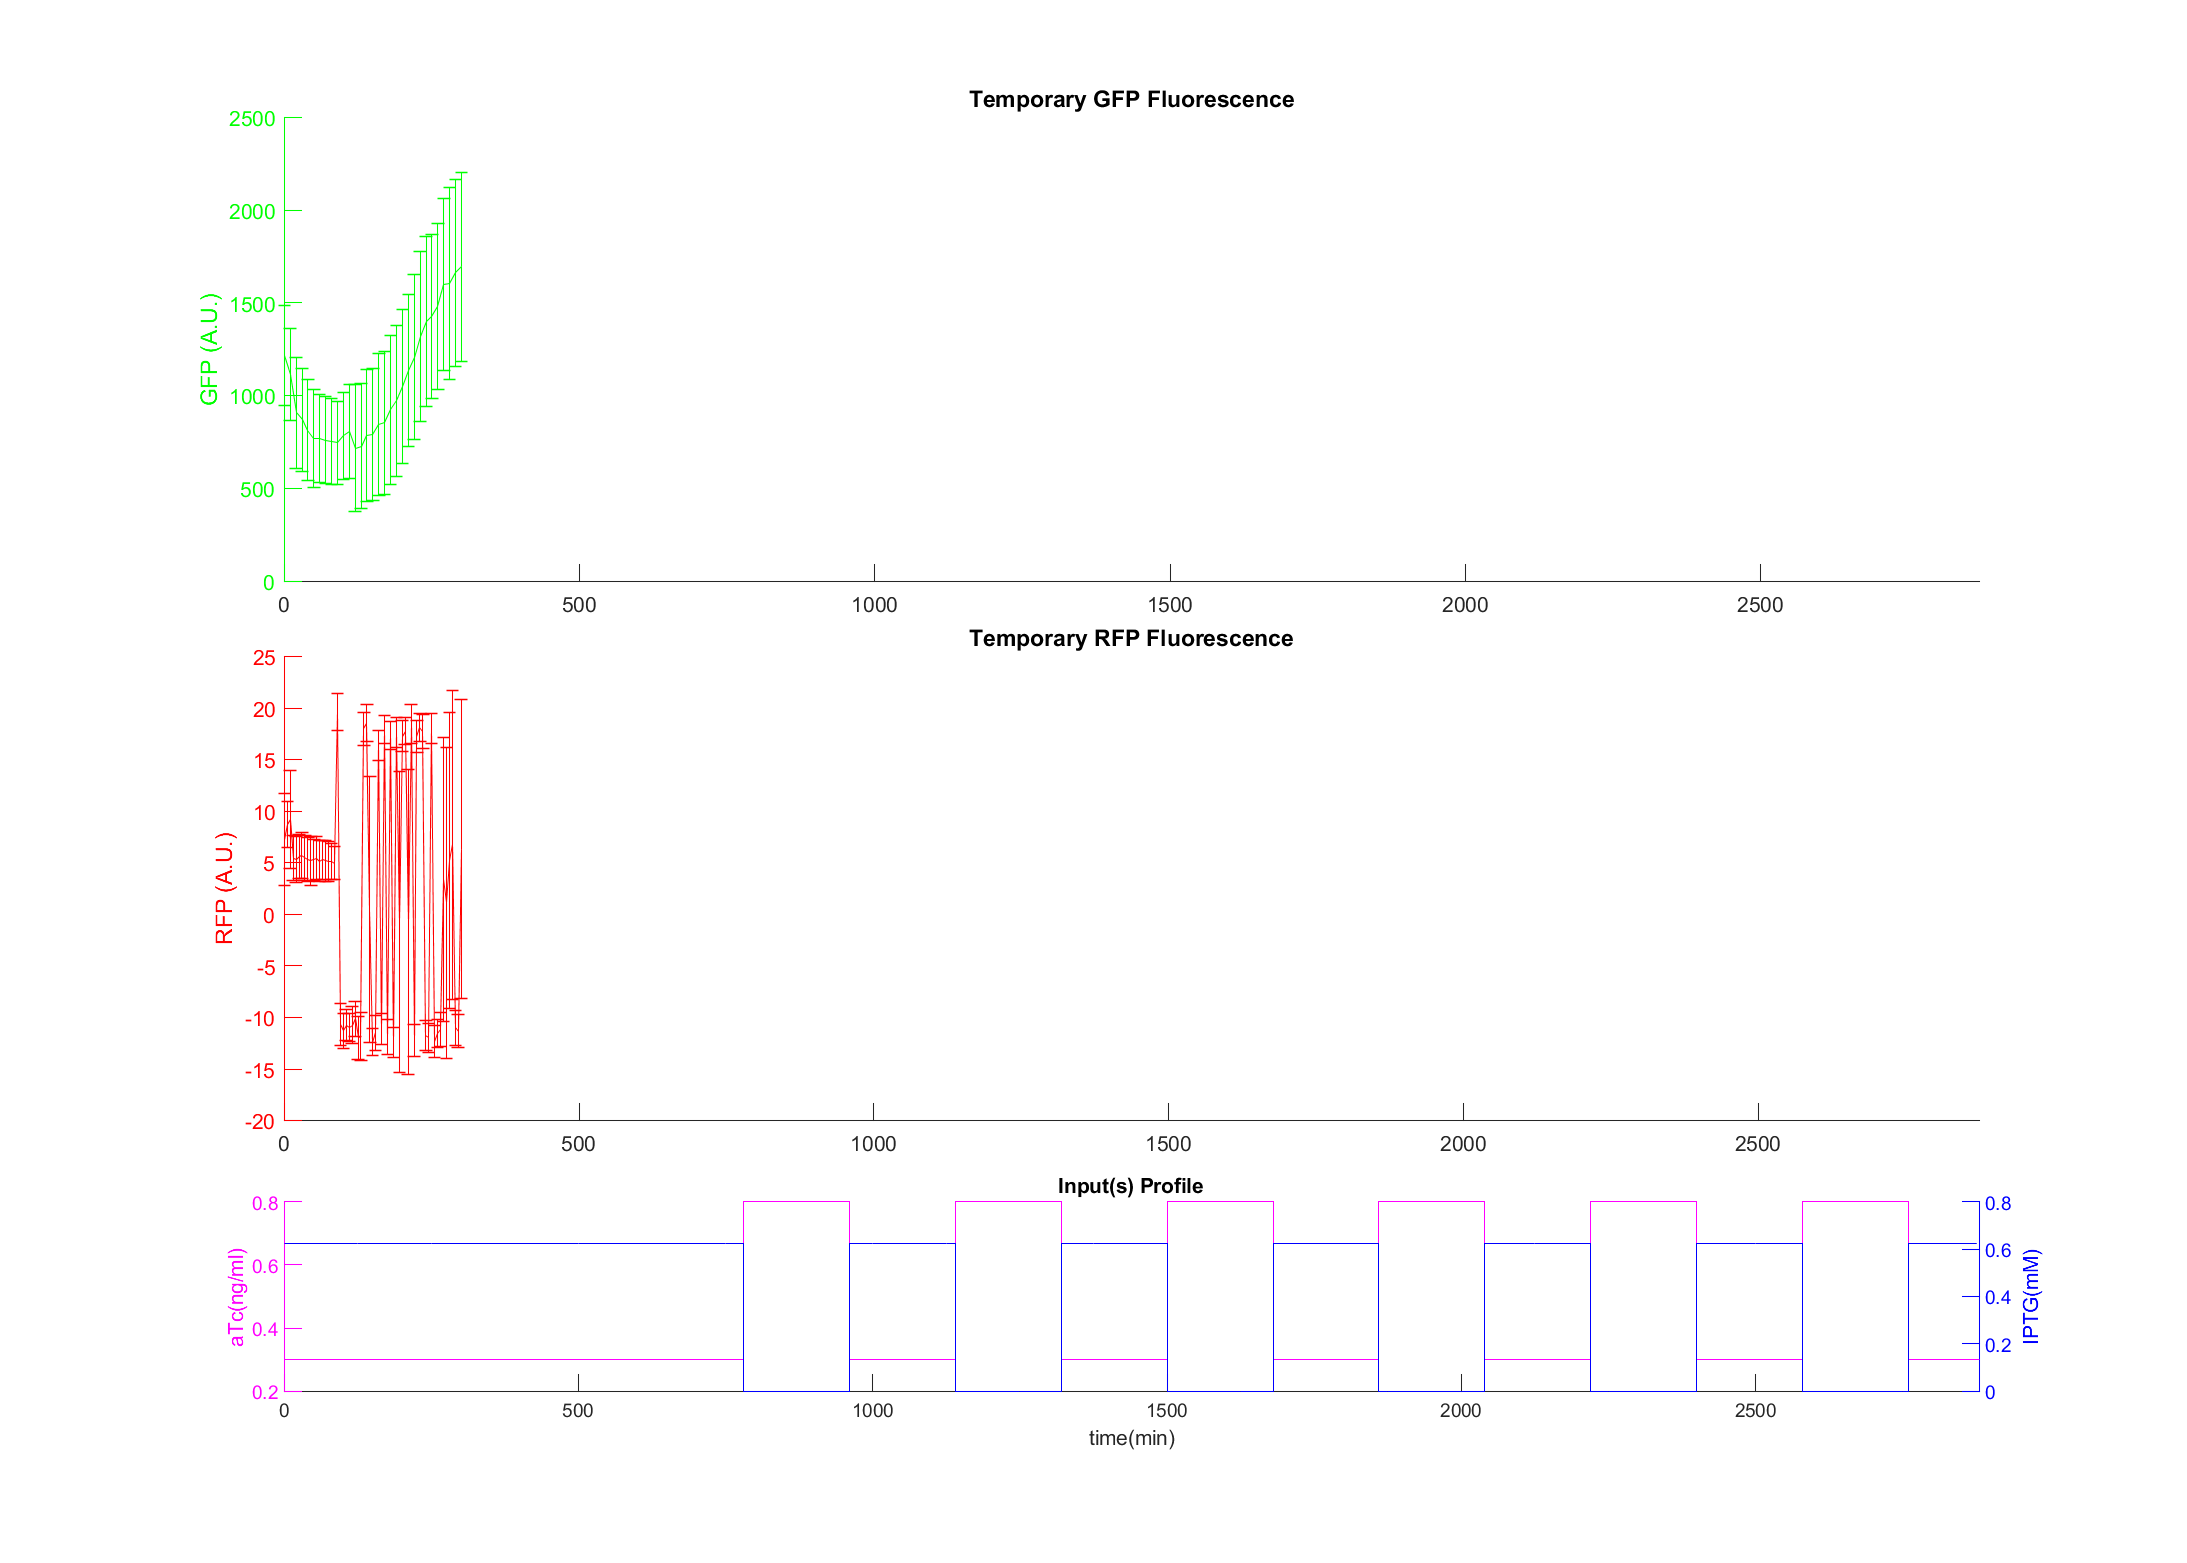 Temporary GFP Fluorescence
2500
2000
1500
1000
500
0
GFP (A.U.)
0 500 1000 1500 2000 2500
Temporary RFP Fluorescence
25
20
15
10
5
0
-5
-10
-15
-20
RFP (A.U.)
0 500 1000 1500 2000 2500
Input(s) Profile
0.8
0.6
0.4
0.2
aTc(ng/ml)
0.8
0.6
0.4
0.2
0
IPTG(mM)
0 500 1000 1500 2000 2500
time(min)